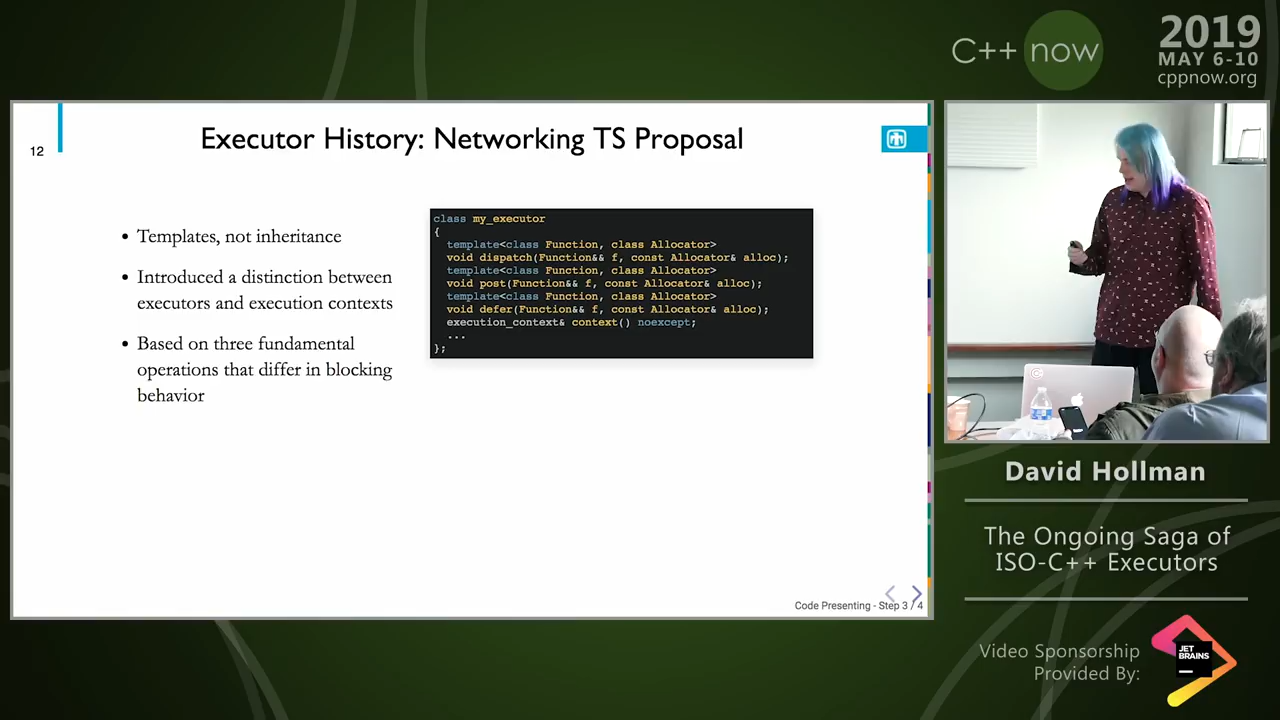 C++ now
2019
MAY 6-10
cppnow.org
12
Executor History: Networking TS Proposal
• Templates, not inheritance
• Introduced a distinction between
executors and execution contexts
• Based on three fundamental
operations that differ in blocking
behavior
class my_executor
{
  template<class Function, class Allocator>
  void dispatch(Function&& f, const Allocator& alloc);
  template<class Function, class Allocator>
  void post(Function&& f, const Allocator& alloc);
  template<class Function, class Allocator>
  void defer(Function&& f, const Allocator& alloc);
  execution_context& context() noexcept;
  ...
};
Code Presenting - Step 3 / 4
David Hollman
The Ongoing Saga of
ISO-C++ Executors
Video Sponsorship
Provided By:
JET
BRAINS